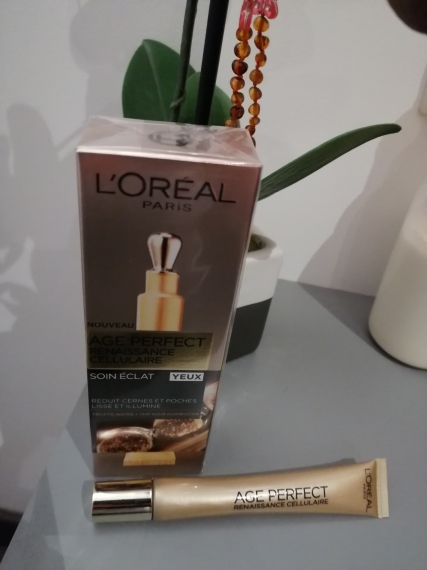 L'ORÉAL
PARIS
NOUVEAU
AGE PERFECT
RENAISSANCE
CELLULAIRE
SOIN ÉCLAT YEUX
RÉDUIT CERNES ET POCHES
LISSE ET ILLUMINE
AGE PERFECT
RENAISSANCE CELLULAIRE
L'ORÉAL
PARIS